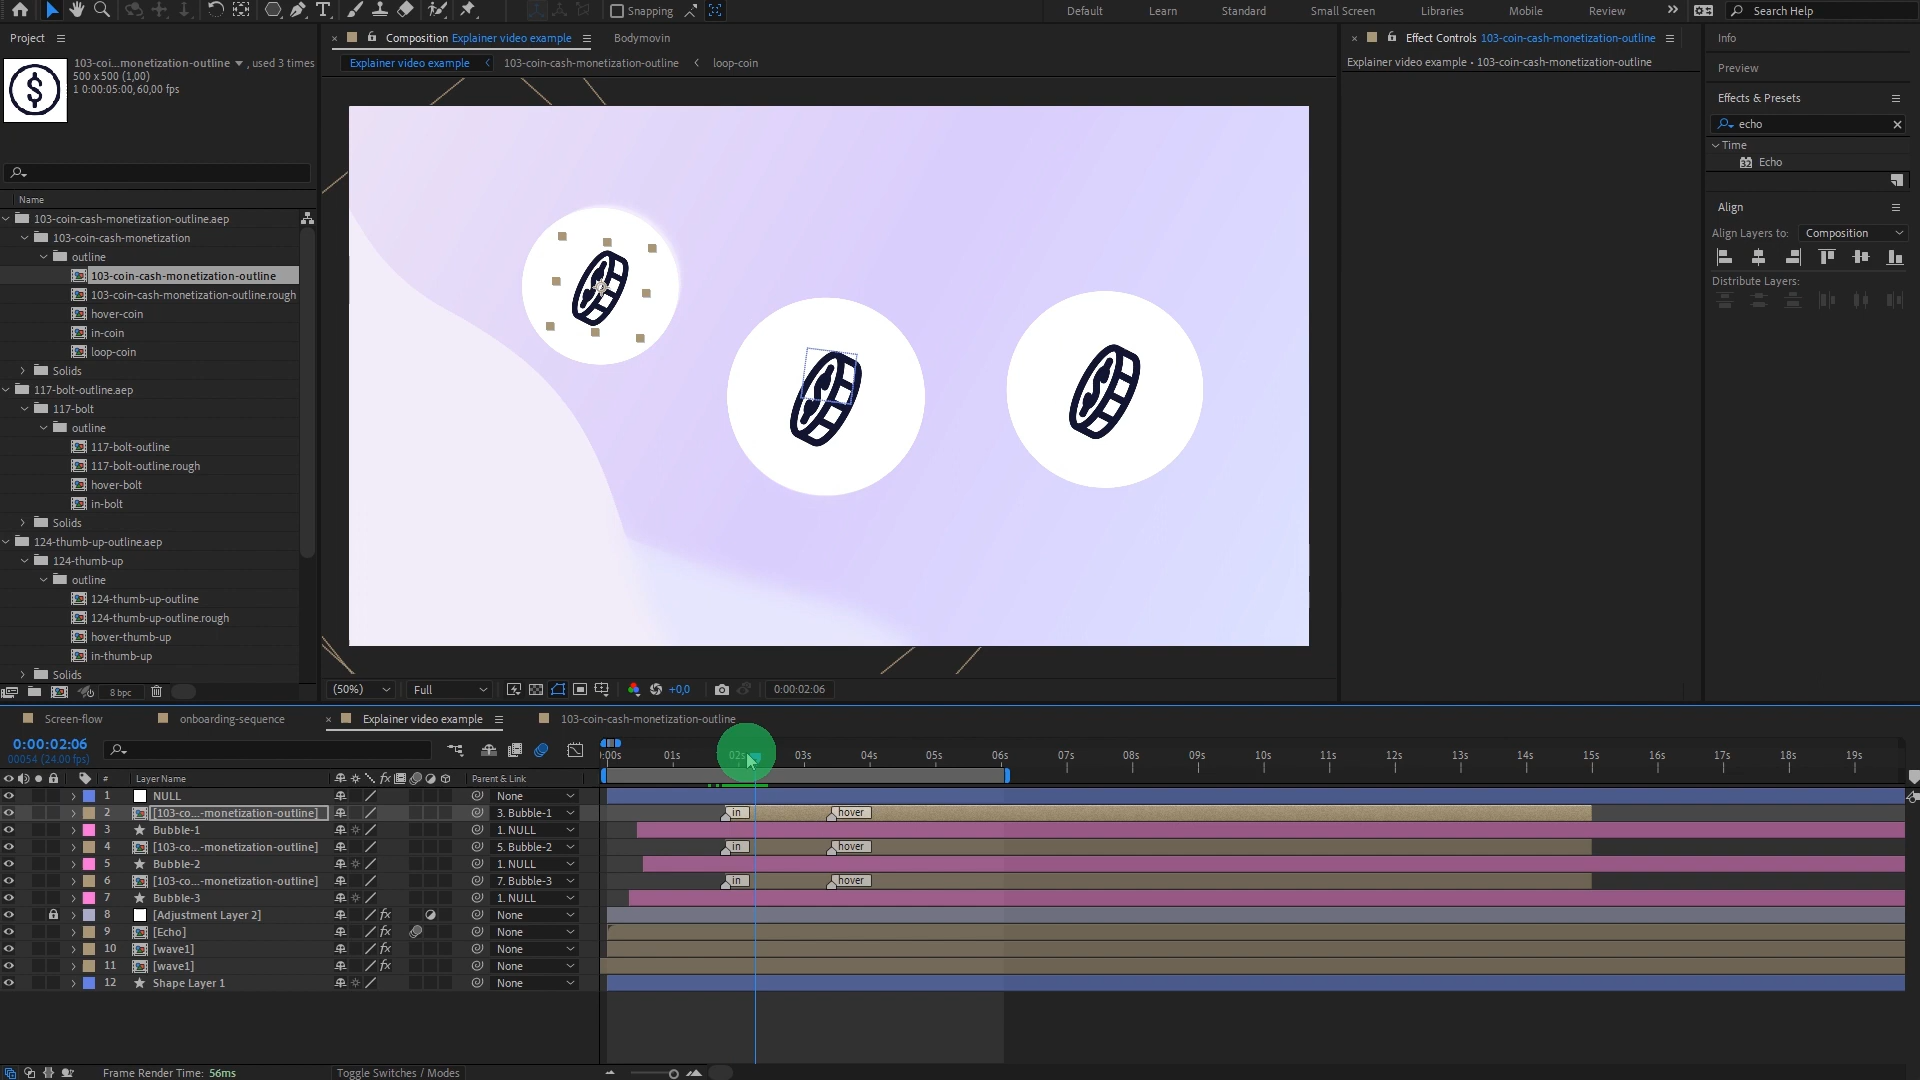 Snapping
Default
Learn
Standard
Small Screen
Libraries
Mobile
Review
Search Help
Project
103-coi...monetization-outline , used 3 times
500 x 500 (1,00)
1 0:00:05:00, 60,00 fps
Name
103-coin-cash-monetization-outline.aep
103-coin-cash-monetization
outline
103-coin-cash-monetization-outline
103-coin-cash-monetization-outline.rough
hover-coin
in-coin
loop-coin
Solids
117-bolt-outline.aep
117-bolt
outline
117-bolt-outline
117-bolt-outline.rough
hover-bolt
in-bolt
Solids
124-thumb-up-outline.aep
124-thumb-up
outline
124-thumb-up-outline
124-thumb-up-outline.rough
hover-thumb-up
in-thumb-up
Solids
8 bpc
Composition Explainer video example
Bodymovin
Explainer video example
103-coin-cash-monetization-outline
loop-coin
(50%)
Full
+0,0
0:00:02:06
Effect Controls 103-coin-cash-monetization-outline
Explainer video example • 103-coin-cash-monetization-outline
Info
Preview
Effects & Presets
echo
Time
32 Echo
Align
Align Layers to: Composition
Distribute Layers:
Screen-flow
onboarding-sequence
Explainer video example
103-coin-cash-monetization-outline
0:00:02:06
00054 (24.00 fps)
:00s 01s 02s 03s 04s 05s 06s 07s 08s 09s 10s 11s 12s 13s 14s 15s 16s 17s 18s 19s
# Layer Name fx Parent & Link
1 NULL None
2 [103-co...-monetization-outline] 3. Bubble-1 in hover
3 Bubble-1 1. NULL
4 [103-co...-monetization-outline] 5. Bubble-2 in hover
5 Bubble-2 1. NULL
6 [103-co...-monetization-outline] 7. Bubble-3 in hover
7 Bubble-3 1. NULL
8 [Adjustment Layer 2] fx None
9 [Echo] fx None
10 [wave1] fx None
11 [wave1] fx None
12 Shape Layer 1 None
Frame Render Time: 56ms
Toggle Switches / Modes